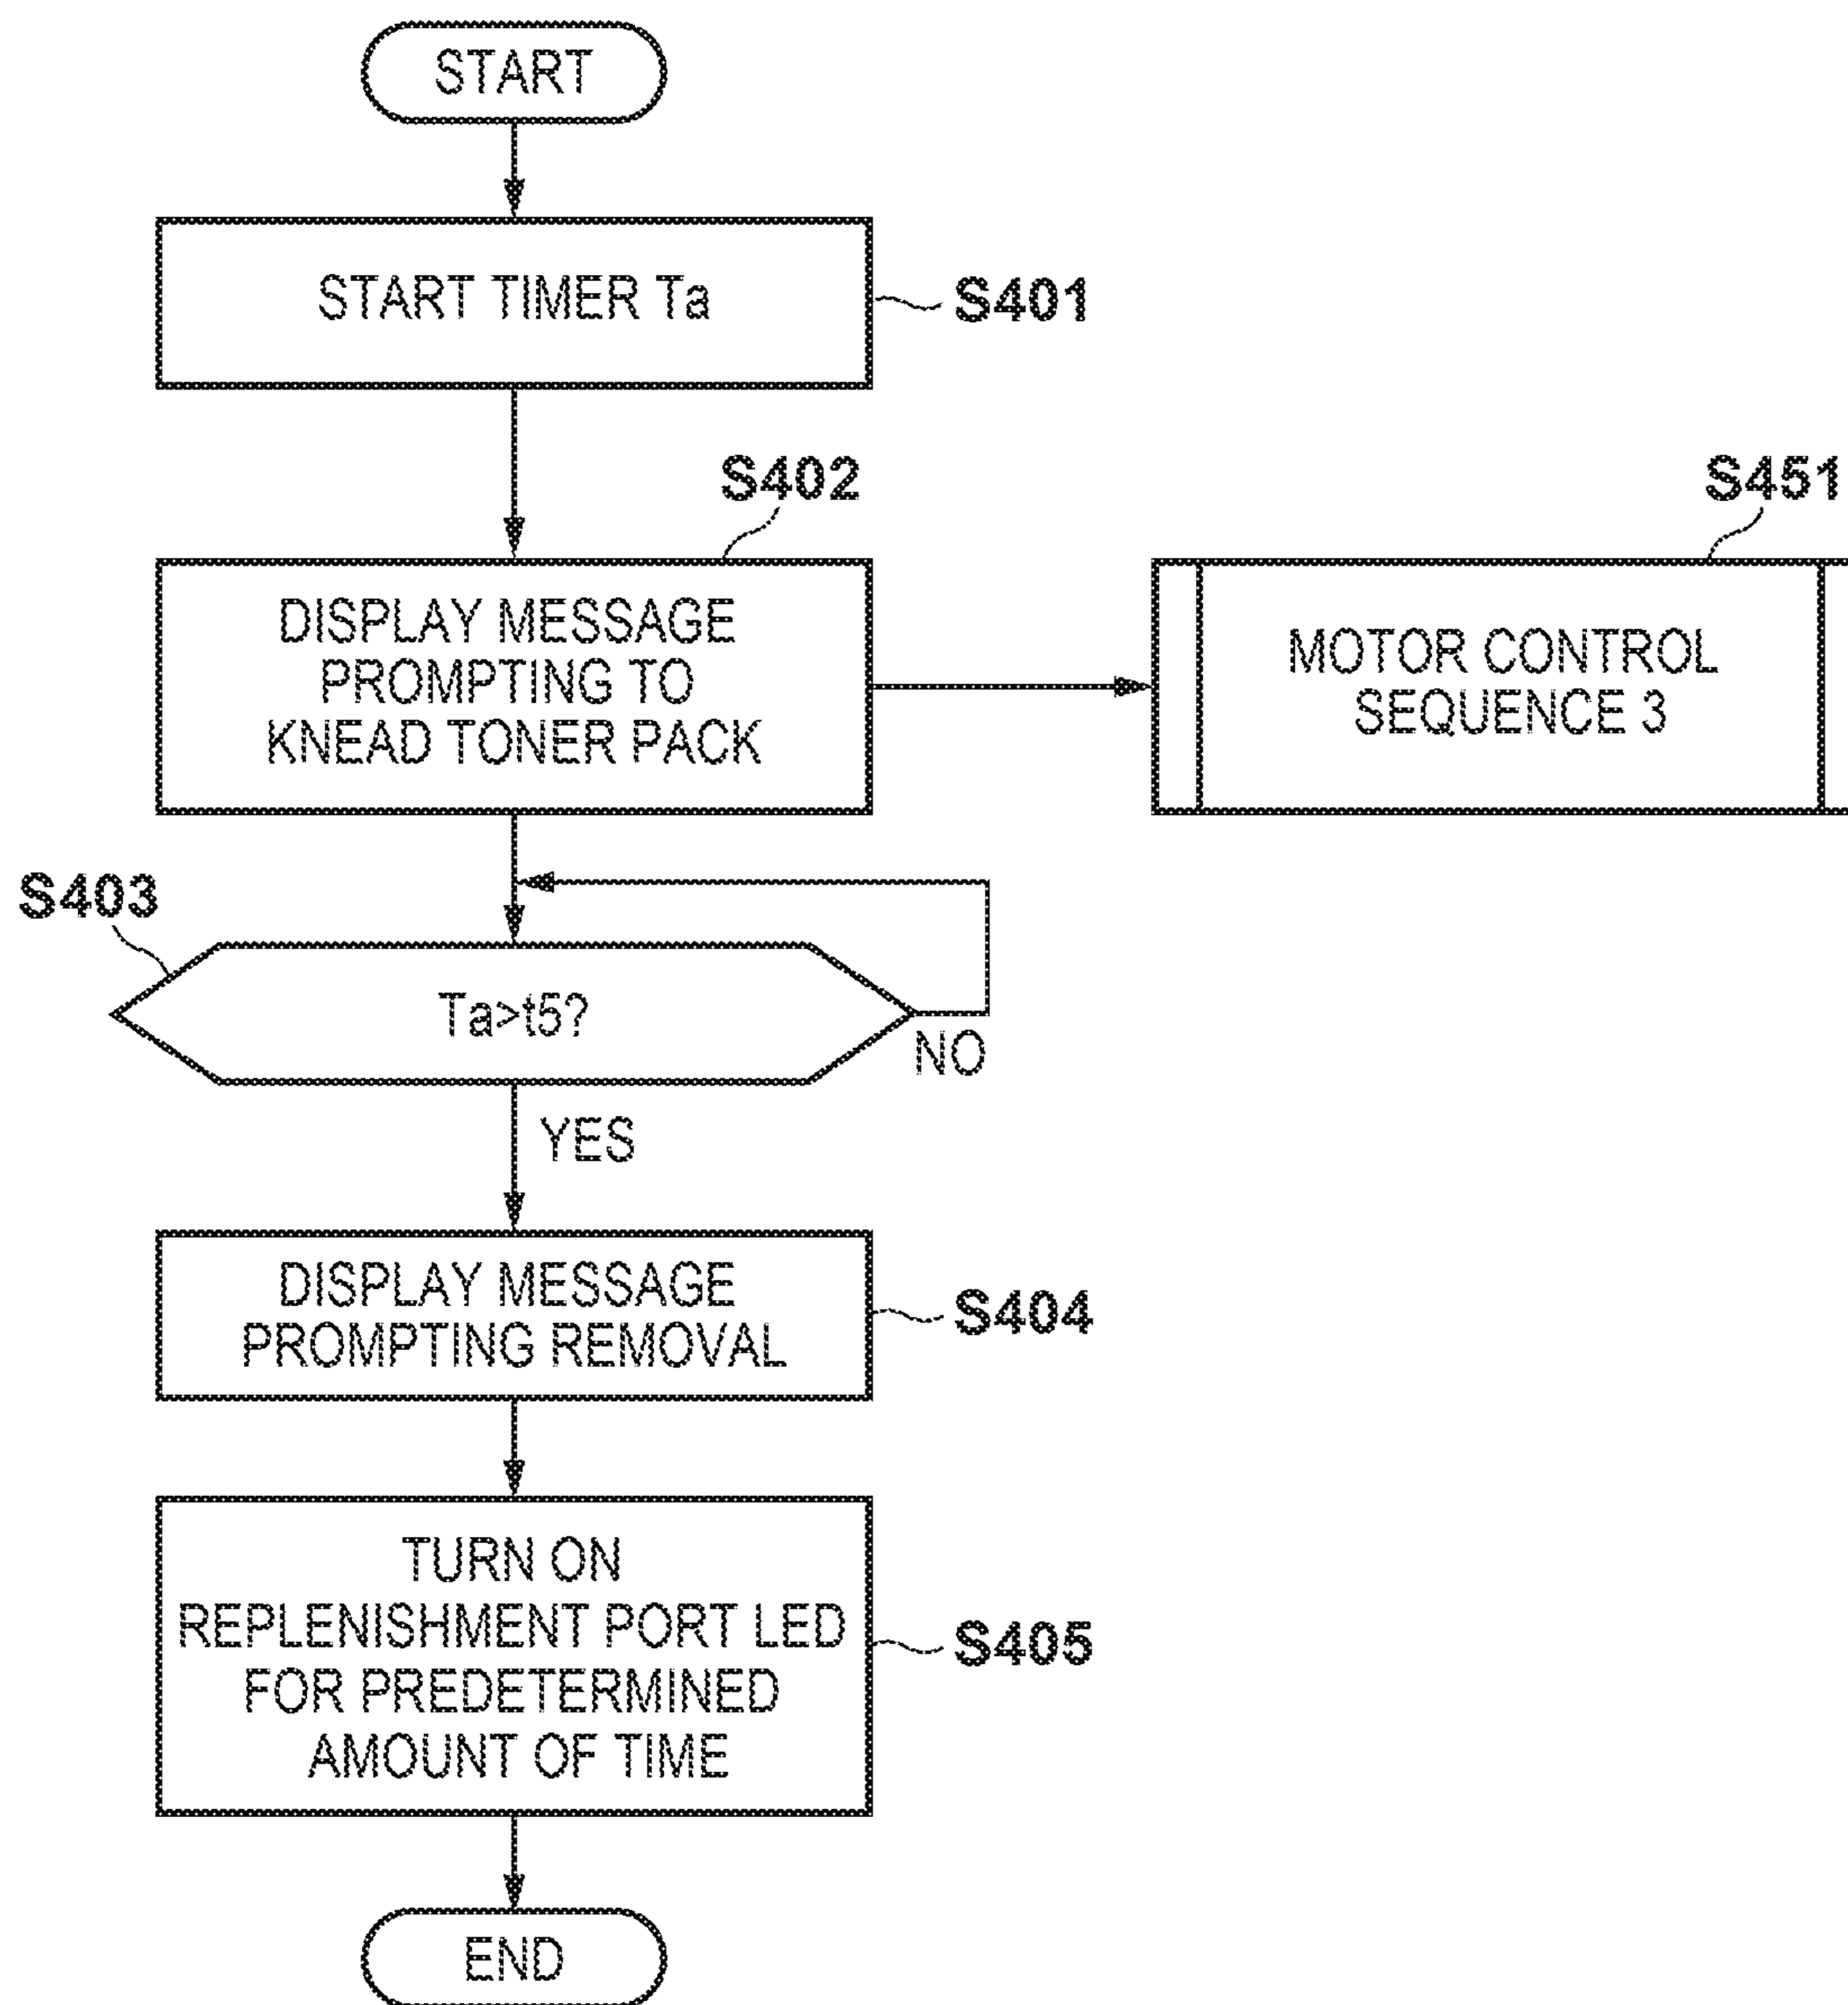 START
START TIMER Ta
S401
S402
DISPLAY MESSAGE
PROMPTING TO
KNEAD TONER PACK
S451
MOTOR CONTROL
SEQUENCE 3
S403
Ta>t5?
NO
YES
DISPLAY MESSAGE
PROMPTING REMOVAL
S404
TURN ON
REPLENISHMENT PORT LED
FOR PREDETERMINED
AMOUNT OF TIME
S405
END